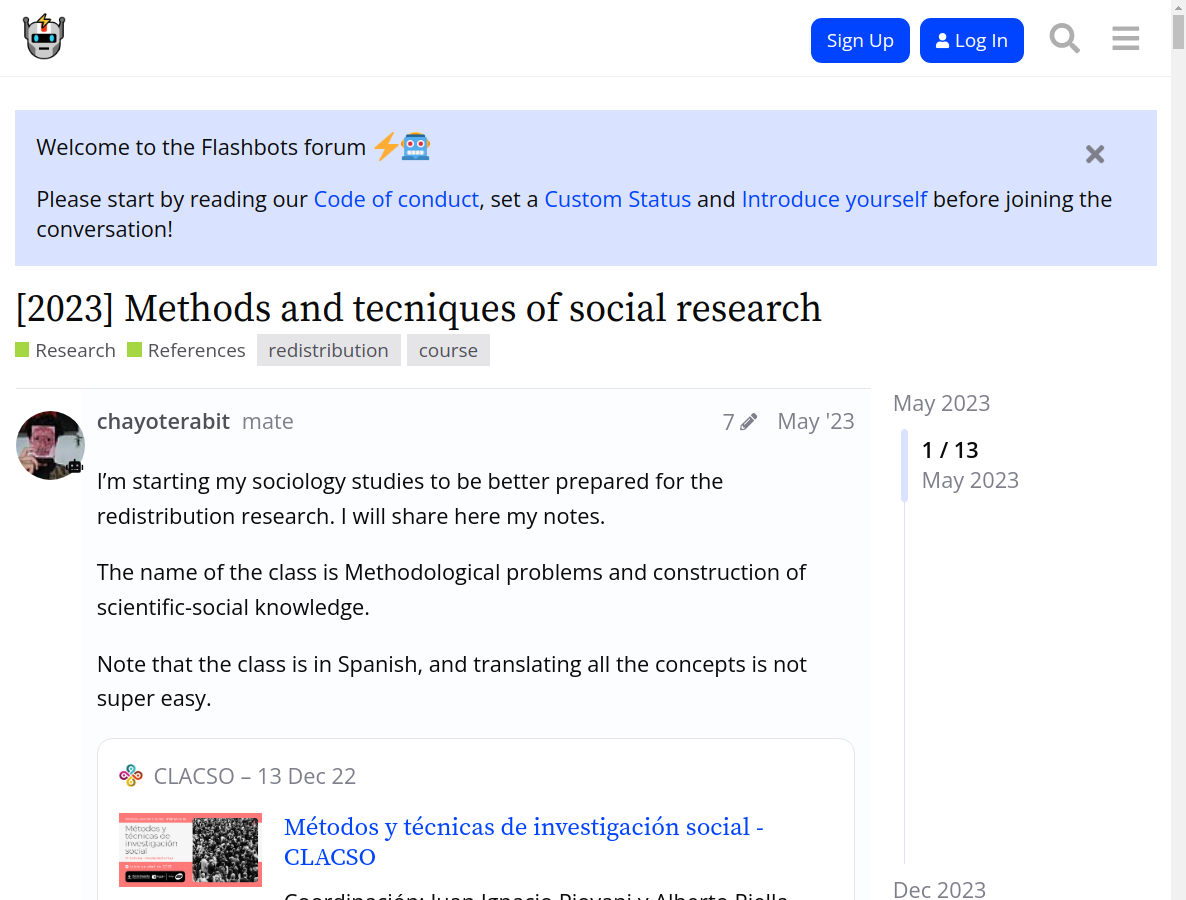 Sign Up
Log In
Welcome to the Flashbots forum
Please start by reading our Code of conduct, set a Custom Status and Introduce yourself before joining the
conversation!
[2023] Methods and tecniques of social research
Research References redistribution course
chayoterabit mate 7 May '23
I’m starting my sociology studies to be better prepared for the
redistribution research. I will share here my notes.
The name of the class is Methodological problems and construction of
scientific-social knowledge.
Note that the class is in Spanish, and translating all the concepts is not
super easy.
CLACSO – 13 Dec 22
Métodos y
técnicas de
investigación
social
Métodos y técnicas de investigación social -
CLACSO
Coordinación: Juan Ignacio Piovani y Alberto Riella
May 2023
1 / 13
May 2023
Dec 2023